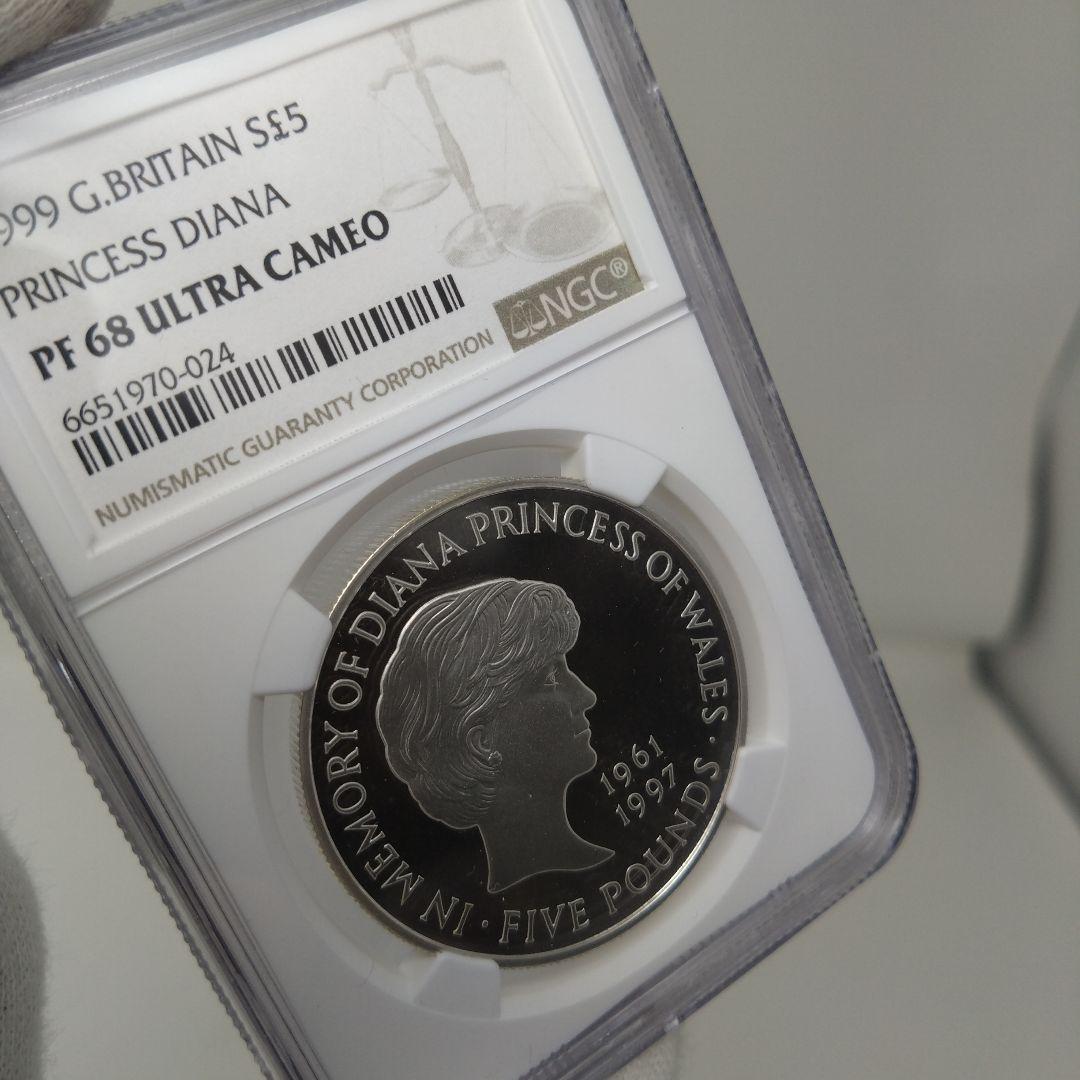 999 G.BRITAIN S£5
PRINCESS DIANA
PF 68 ULTRA CAMEO
6651970-024
NGC®
NUMISMATIC GUARANTY CORPORATION
IN MEMORY OF DIANA PRINCESS OF WALES ·
1961
1997
FIVE POUNDS ·